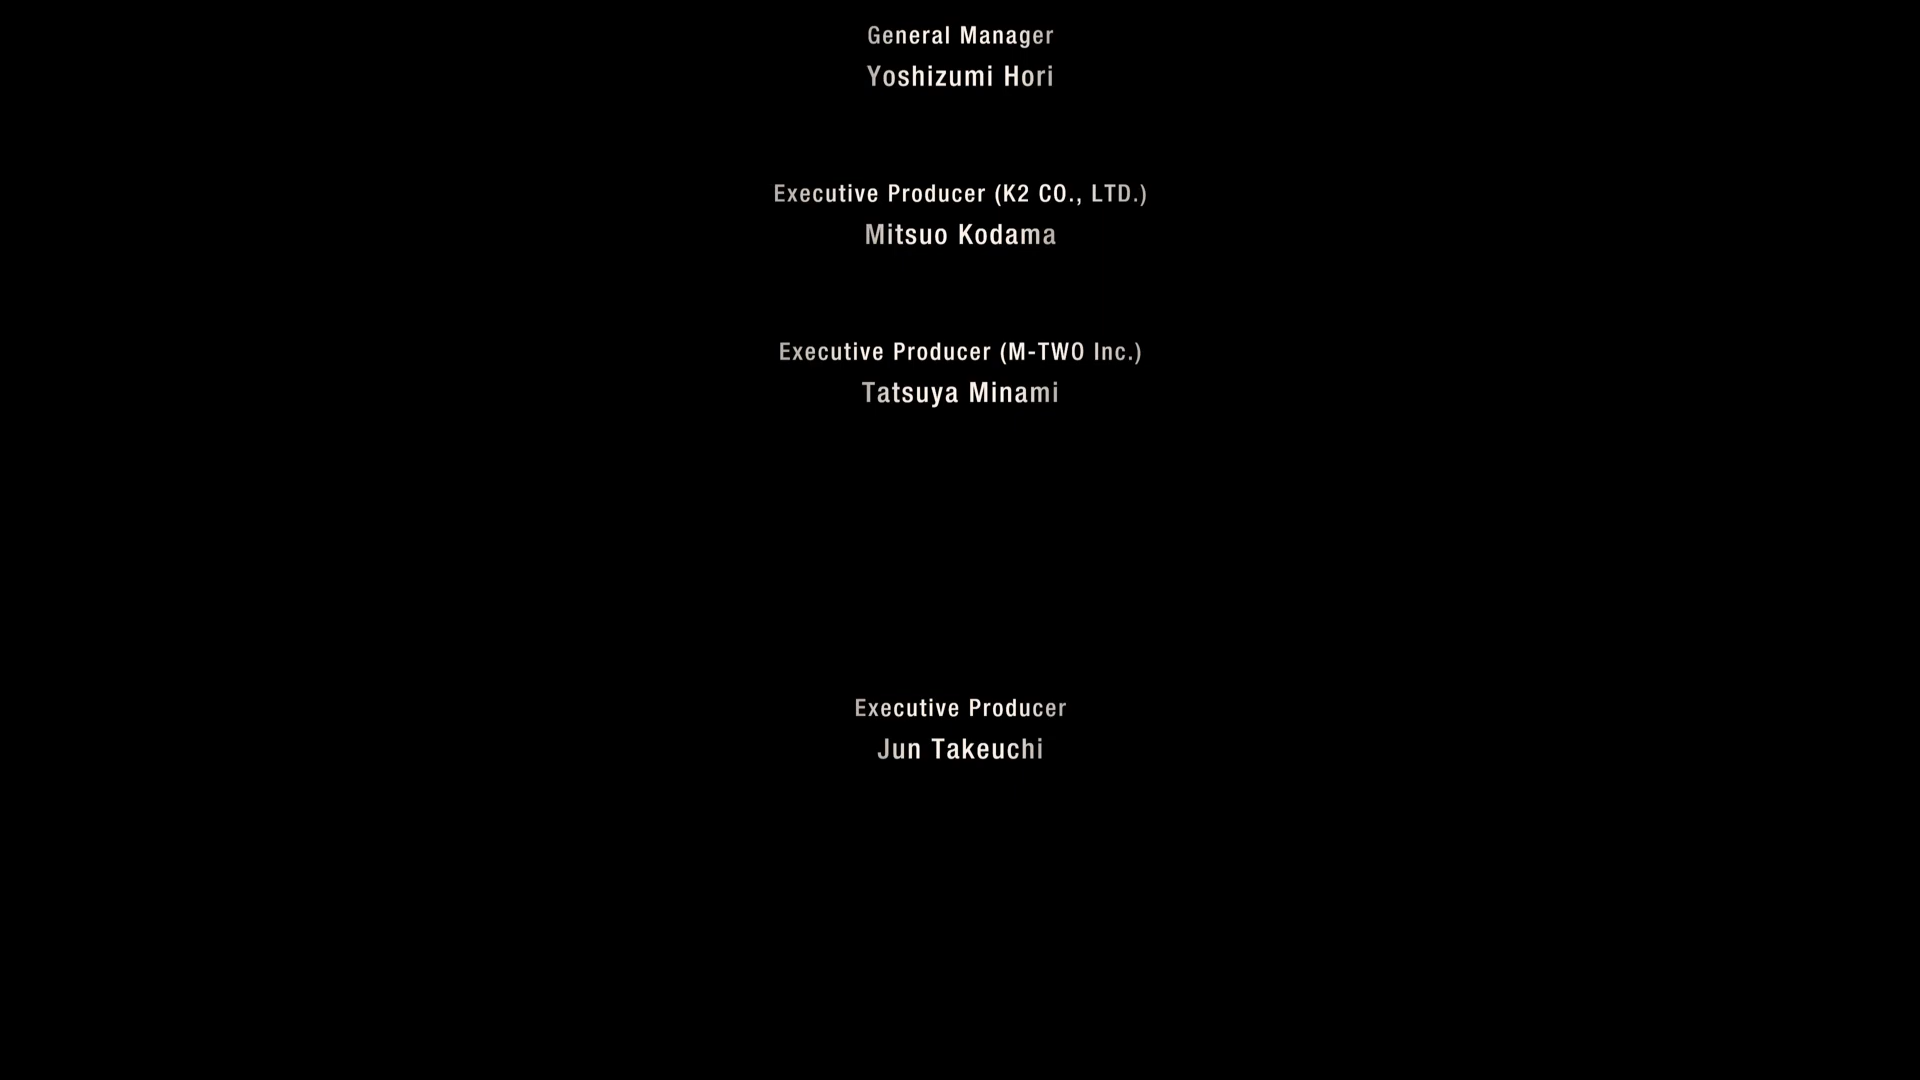 General Manager
Yoshizumi Hori
Executive Producer (K2 CO., LTD.)
Mitsuo Kodama
Executive Producer (M-TWO Inc.)
Tatsuya Minami
Executive Producer
Jun Takeuchi